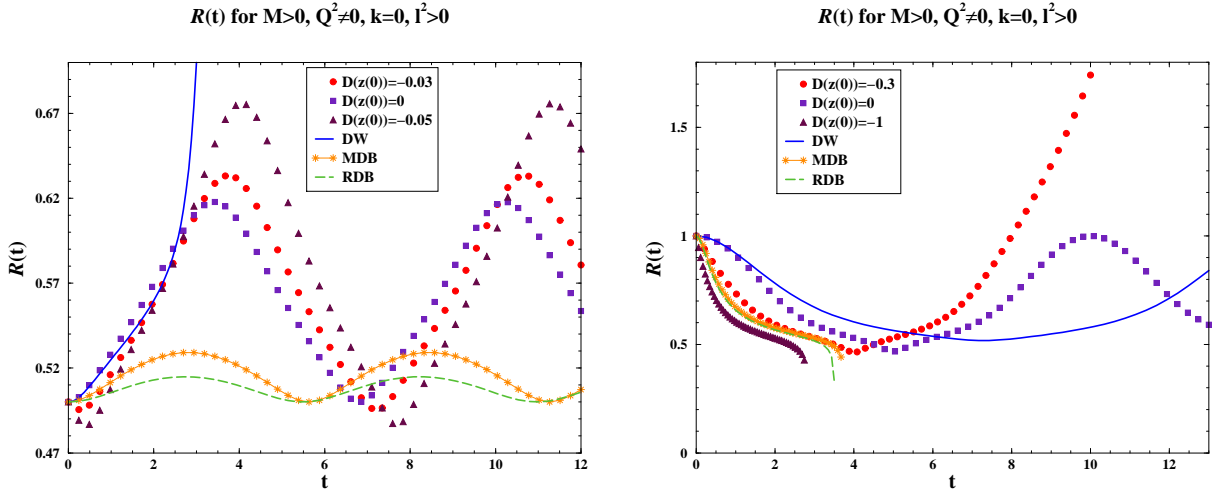 R(t) for M>0, Q²≠0, k=0, l²>0
D(z(0))=−0.03
D(z(0))=0
D(z(0))=−0.05
DW
MDB
RDB
0.67
0.62
0.57
0.52
0.47
R(t)
0 2 4 6 8 10 12
t
R(t) for M>0, Q²≠0, k=0, l²>0
D(z(0))=−0.3
D(z(0))=0
D(z(0))=−1
DW
MDB
RDB
1.5
1
0.5
0
R(t)
0 2 4 6 8 10 12
t